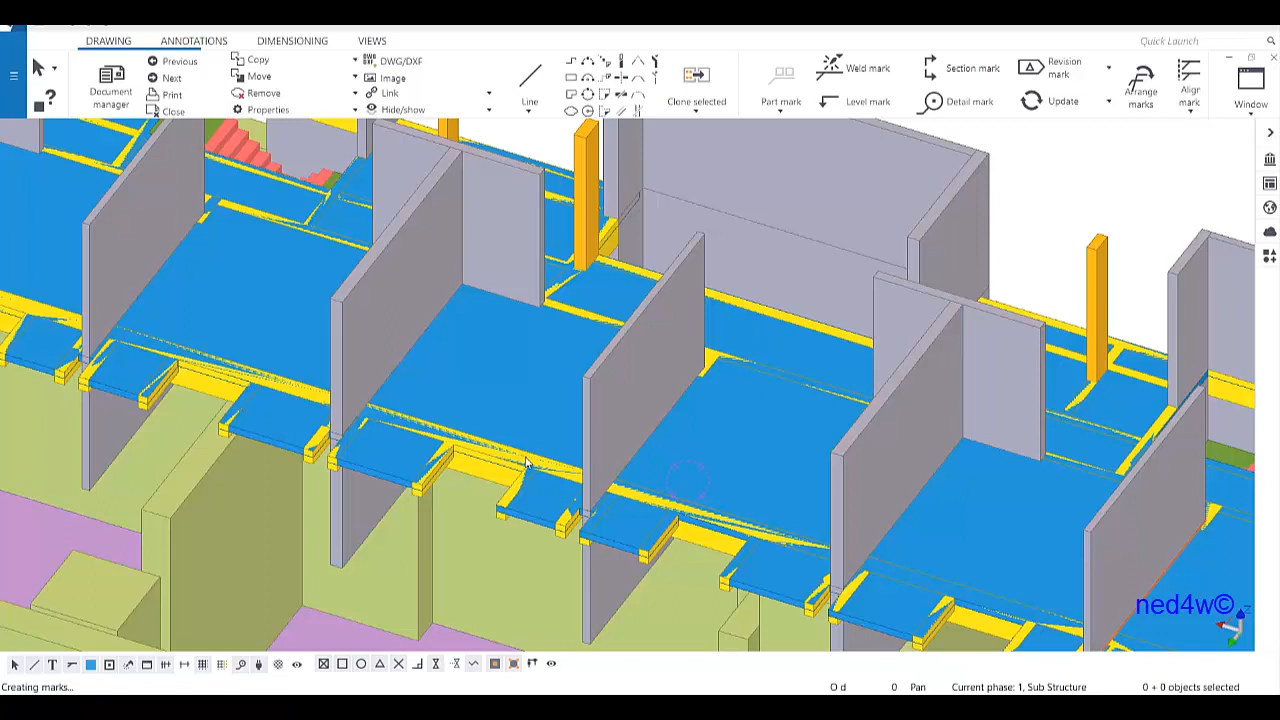 DRAWING ANNOTATIONS DIMENSIONING VIEWS Quick Launch
Document manager
Previous
Next
Print
Close
Copy
Move
Remove
Properties
DWG/DXF
Image
Link
Hide/show
Line
Clone selected
Part mark
Weld mark
Level mark
Section mark
Detail mark
Revision mark
Update
Arrange marks
Align mark
Window
ned4w©
Z
Creating marks... O d 0 Pan Current phase: 1, Sub Structure 0 + 0 objects selected